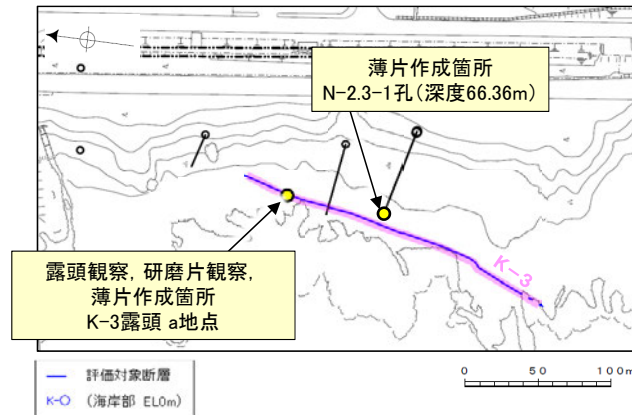 薄片作成箇所
N-2.3-1孔(深度66.36m)
露頭観察, 研磨片観察,
薄片作成箇所
K-3露頭 a地点
K-3
評価対象断層
K-○ (海岸部 EL0m)
0 50 100m